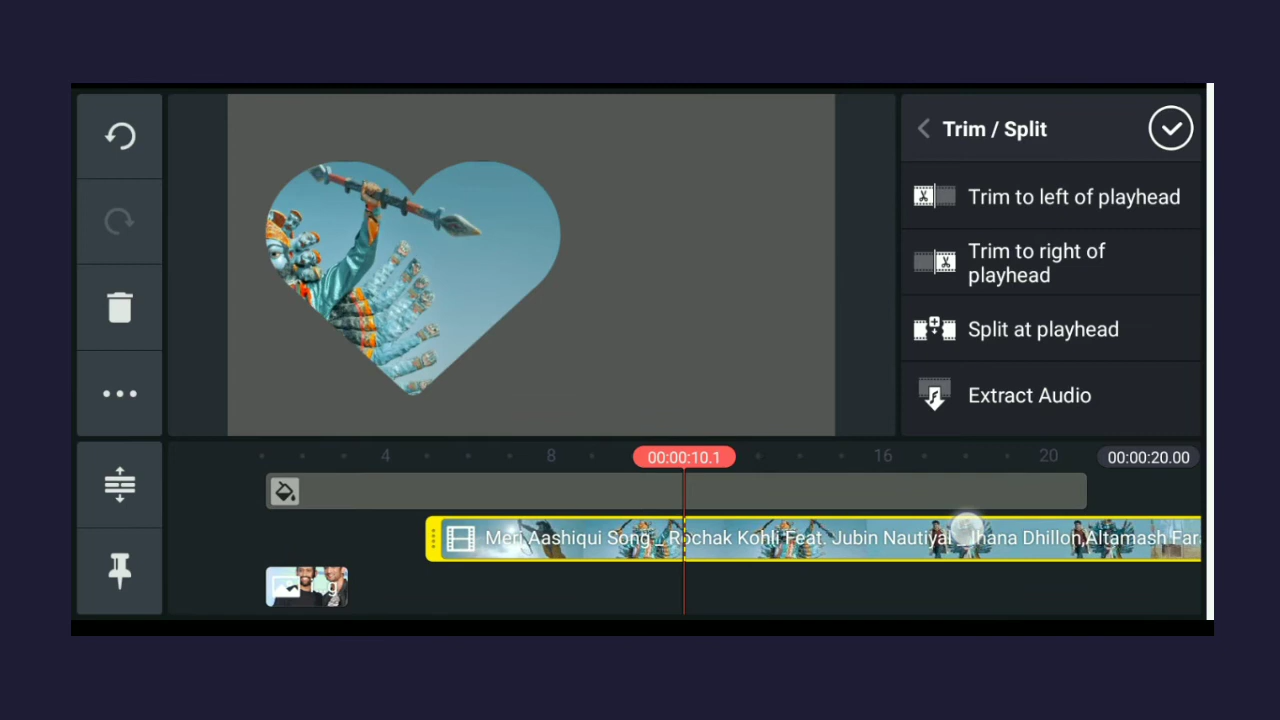 Trim / Split
Trim to left of playhead
Trim to right of
playhead
Split at playhead
Extract Audio
4
8
00:00:10.1
16
20
00:00:20.00
Meri Aashiqui Song _ Rochak Kohli Feat. Jubin Nautiyal _ Ihana Dhillon,Altamash Far